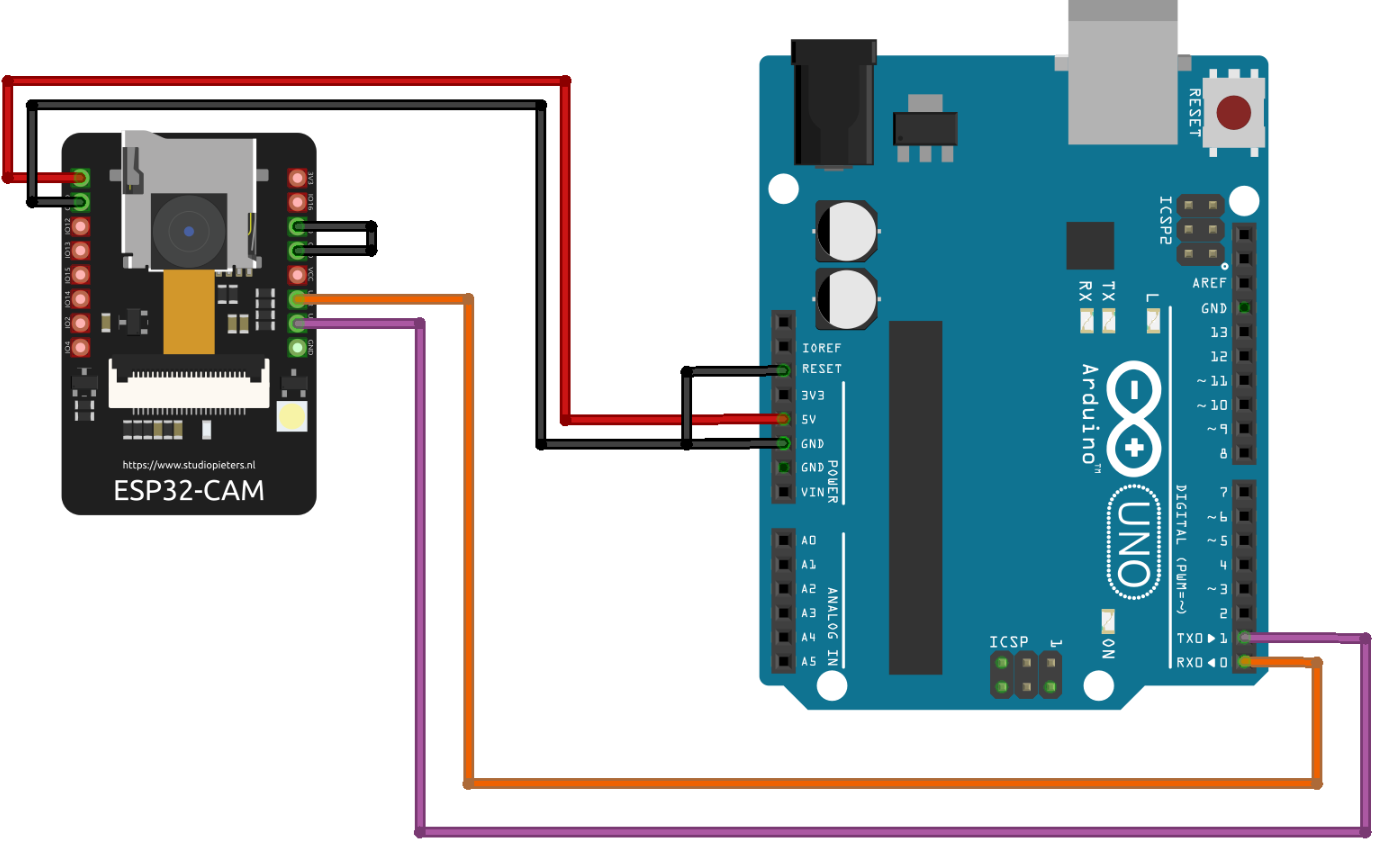 3V3
IO16
IO12
IO13
IO15
IO14
IO2
IO4
VCC
GND
https://www.studiopieters.nl
ESP32-CAM
RESET
ICSP2
AREF
GND
13
12
~11
~10
~9
8
7
~6
~5
4
~3
2
TX0▶1
RX0◀0
RX
TX
L
Arduino™
UNO
DIGITAL (PWM=~)
IOREF
RESET
3V3
5V
GND
GND
VIN
POWER
A0
A1
A2
A3
A4
A5
ANALOG IN
ICSP
1
ON